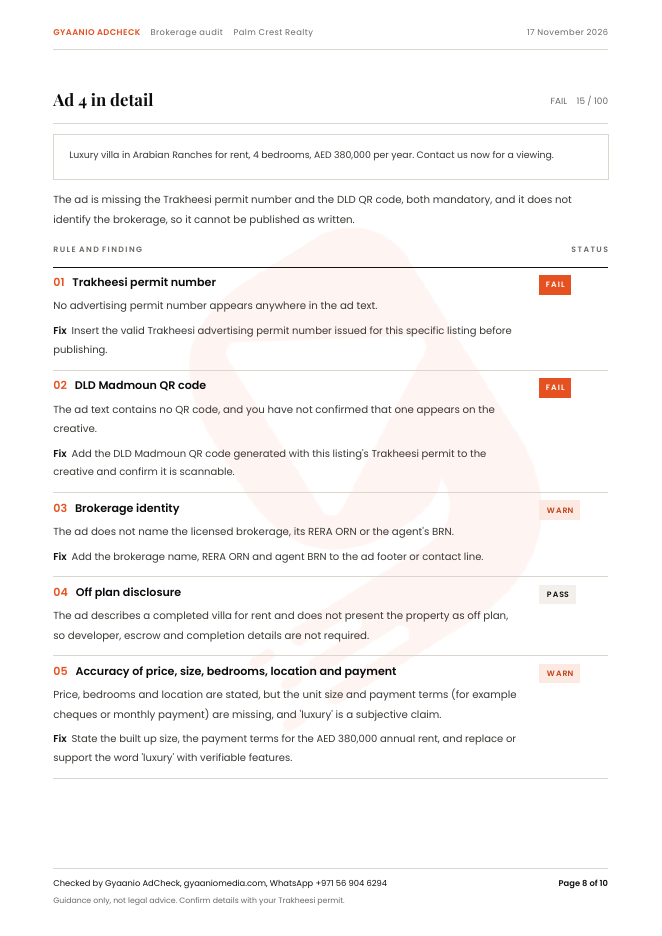 GYAANIO ADCHECK Brokerage audit Palm Crest Realty 17 November 2026
Ad 4 in detail FAIL 15 / 100
Luxury villa in Arabian Ranches for rent, 4 bedrooms, AED 380,000 per year. Contact us now for a viewing.
The ad is missing the Trakheesi permit number and the DLD QR code, both mandatory, and it does not
identify the brokerage, so it cannot be published as written.
RULE AND FINDING STATUS
01 Trakheesi permit number FAIL
No advertising permit number appears anywhere in the ad text.
Fix Insert the valid Trakheesi advertising permit number issued for this specific listing before
publishing.
02 DLD Madmoun QR code FAIL
The ad text contains no QR code, and you have not confirmed that one appears on the
creative.
Fix Add the DLD Madmoun QR code generated with this listing's Trakheesi permit to the
creative and confirm it is scannable.
03 Brokerage identity WARN
The ad does not name the licensed brokerage, its RERA ORN or the agent's BRN.
Fix Add the brokerage name, RERA ORN and agent BRN to the ad footer or contact line.
04 Off plan disclosure PASS
The ad describes a completed villa for rent and does not present the property as off plan,
so developer, escrow and completion details are not required.
05 Accuracy of price, size, bedrooms, location and payment WARN
Price, bedrooms and location are stated, but the unit size and payment terms (for example
cheques or monthly payment) are missing, and 'luxury' is a subjective claim.
Fix State the built up size, the payment terms for the AED 380,000 annual rent, and replace or
support the word 'luxury' with verifiable features.
Checked by Gyaanio AdCheck, gyaaniomedia.com, WhatsApp +971 56 904 6294 Page 8 of 10
Guidance only, not legal advice. Confirm details with your Trakheesi permit.